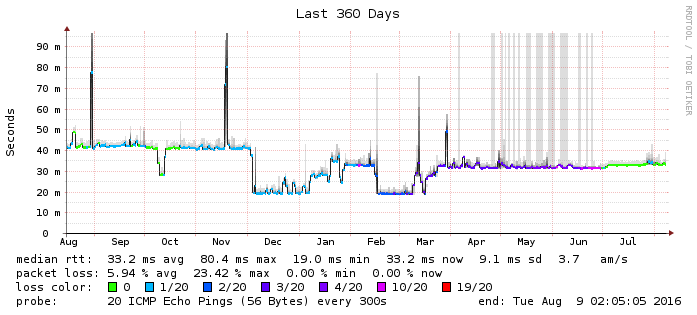 Last 360 Days
RRDTOOL / TOBI OETIKER
Seconds
90 m
80 m
70 m
60 m
50 m
40 m
30 m
20 m
10 m
0
Aug Sep Oct Nov Dec Jan Feb Mar Apr May Jun Jul
median rtt: 33.2 ms avg 80.4 ms max 19.0 ms min 33.2 ms now 9.1 ms sd 3.7 am/s
packet loss: 5.94 % avg 23.42 % max 0.00 % min 0.00 % now
loss color: 0 1/20 2/20 3/20 4/20 10/20 19/20
probe: 20 ICMP Echo Pings (56 Bytes) every 300s end: Tue Aug 9 02:05:05 2016